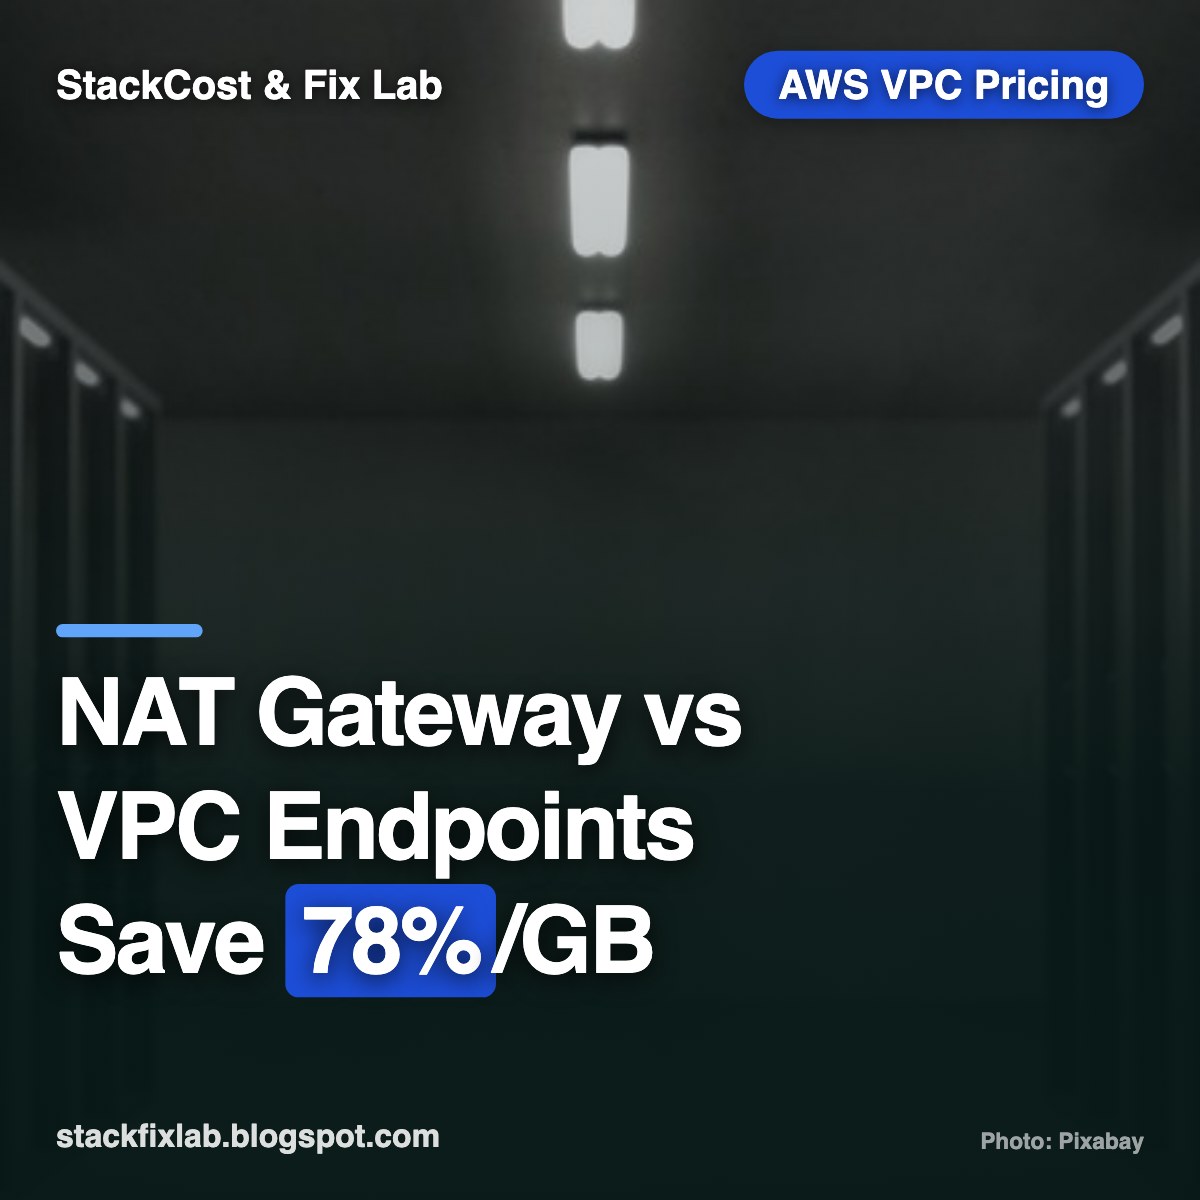 StackCost & Fix Lab
AWS VPC Pricing
NAT Gateway vs
VPC Endpoints
Save 78%/GB
stackfixlab.blogspot.com
Photo: Pixabay